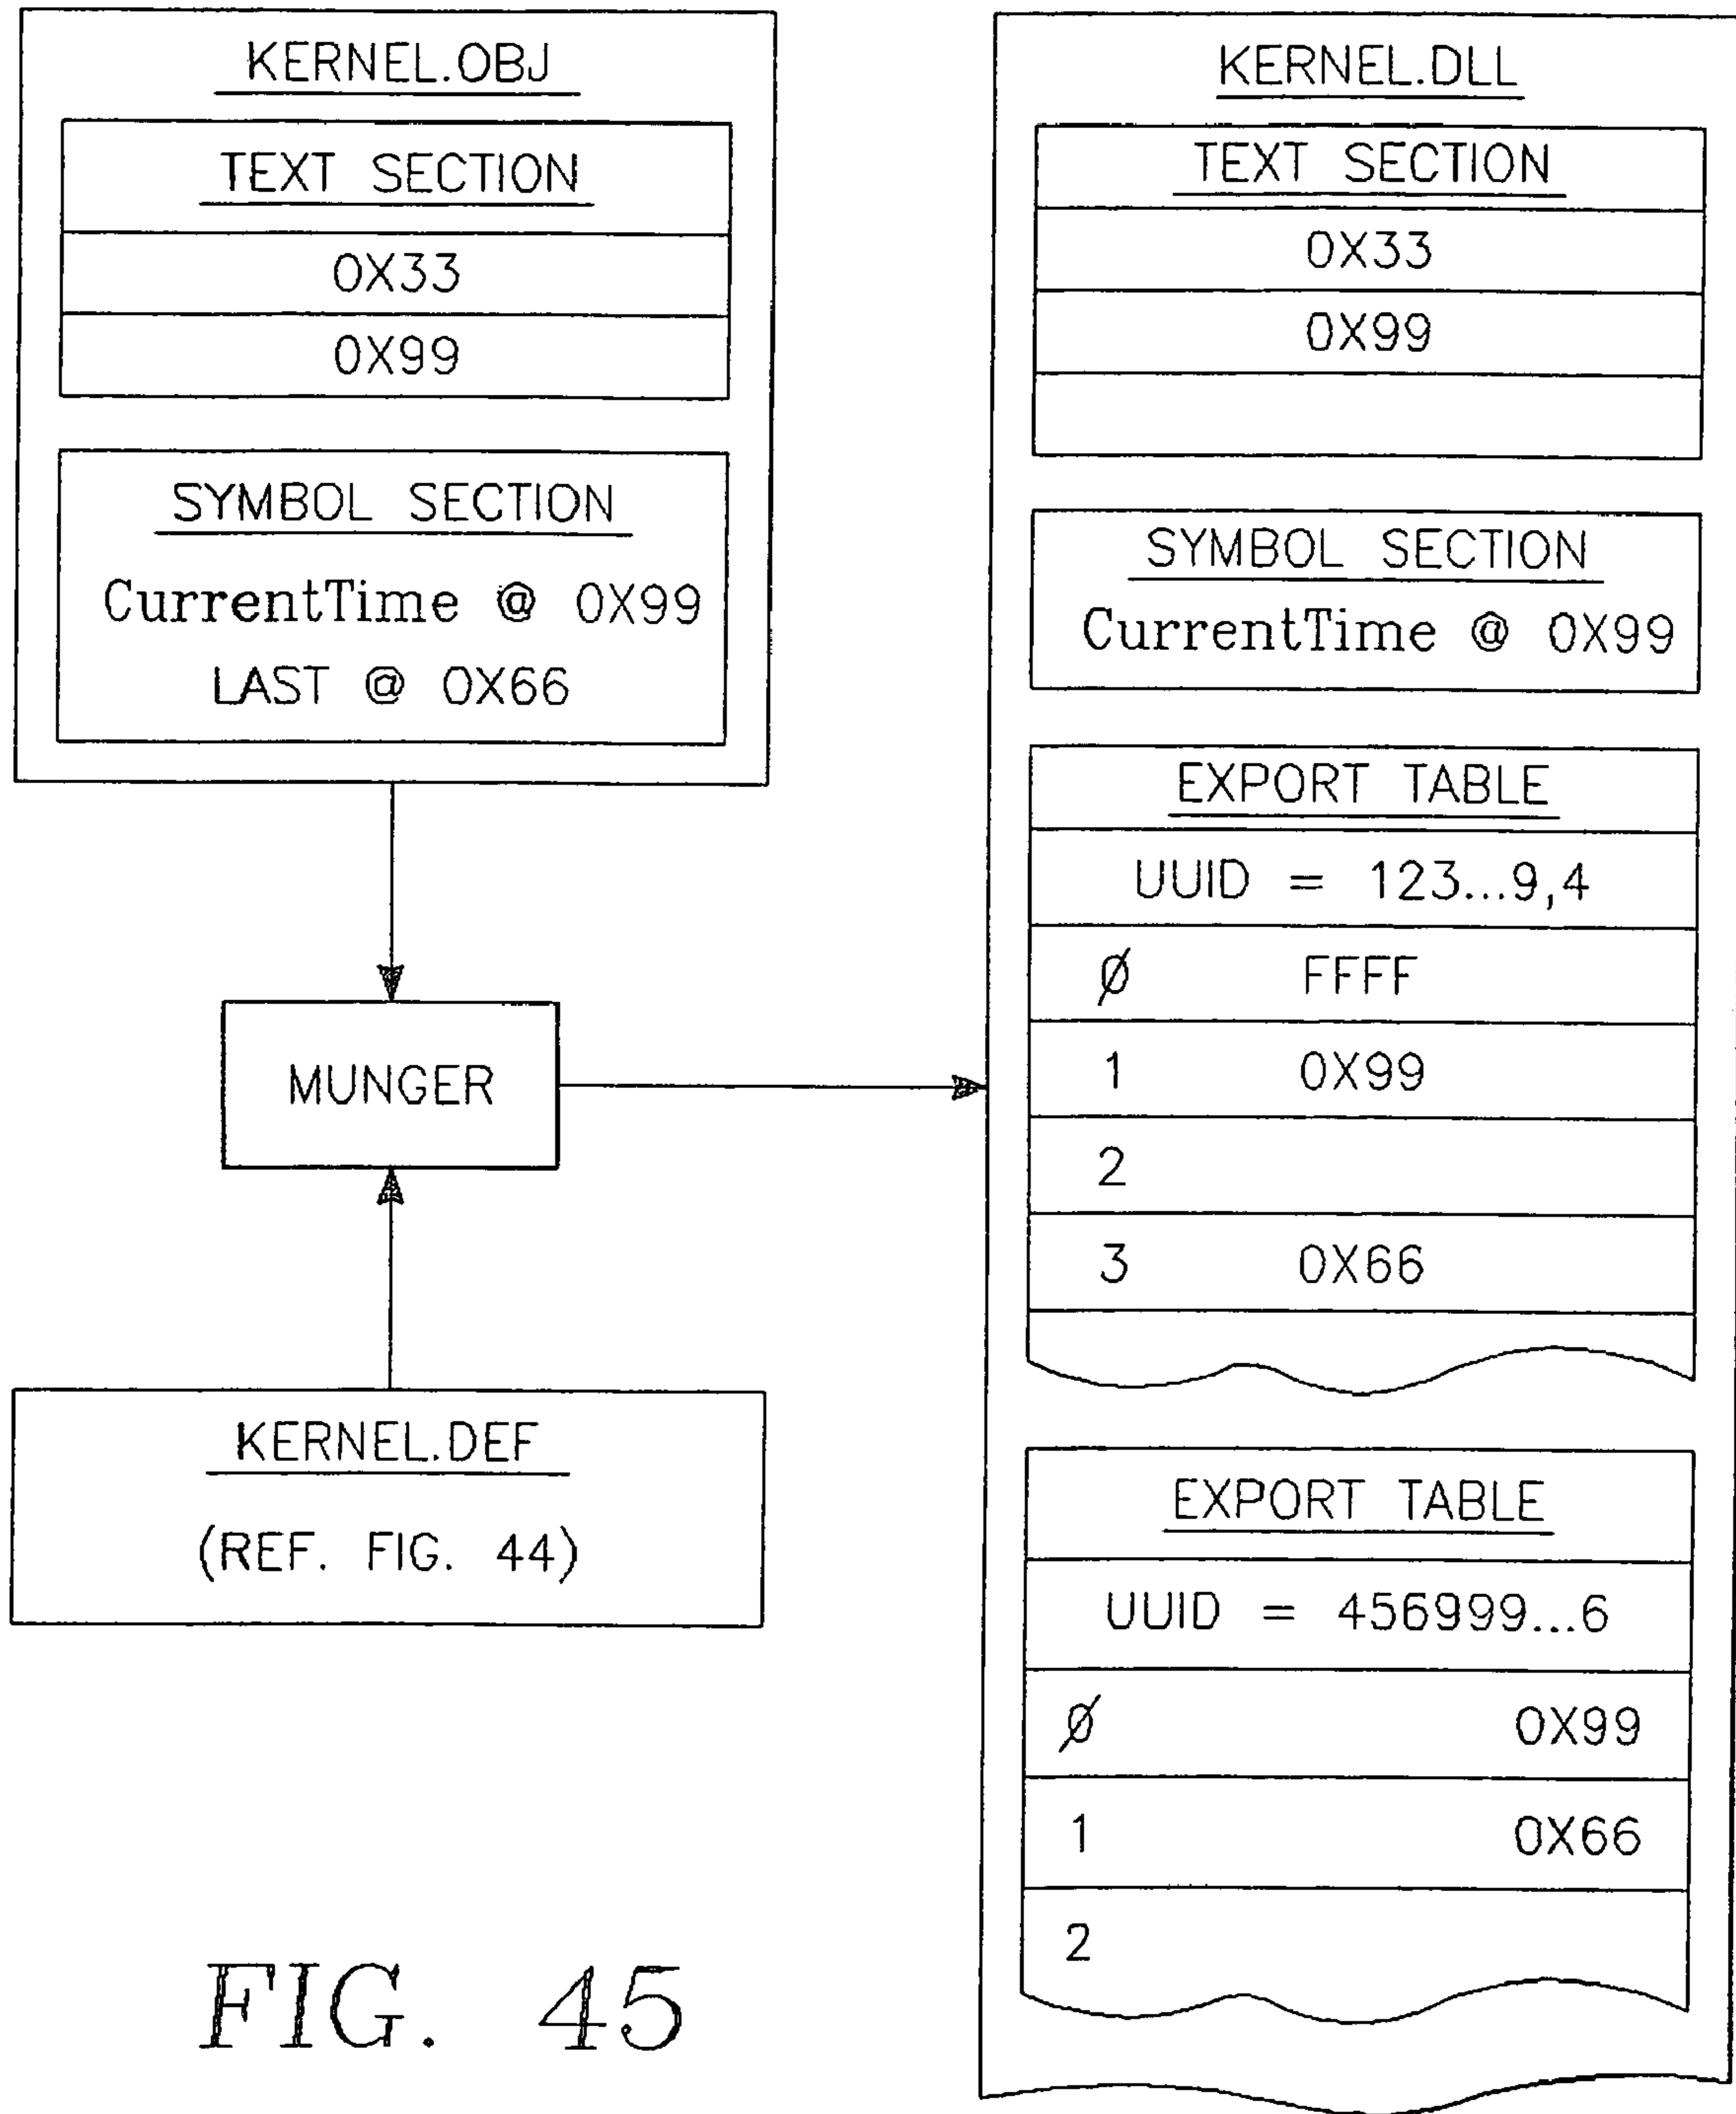 KERNEL.OBJ
TEXT SECTION
0X33
0X99
SYMBOL SECTION
CurrentTime @ 0X99
LAST @ 0X66
MUNGER
KERNEL.DEF
(REF. FIG. 44)
KERNEL.DLL
TEXT SECTION
0X33
0X99
SYMBOL SECTION
CurrentTime @ 0X99
EXPORT TABLE
UUID = 123...9,4
Ø FFFF
1 0X99
2
3 0X66
EXPORT TABLE
UUID = 456999...6
Ø 0X99
1 0X66
2
FIG. 45